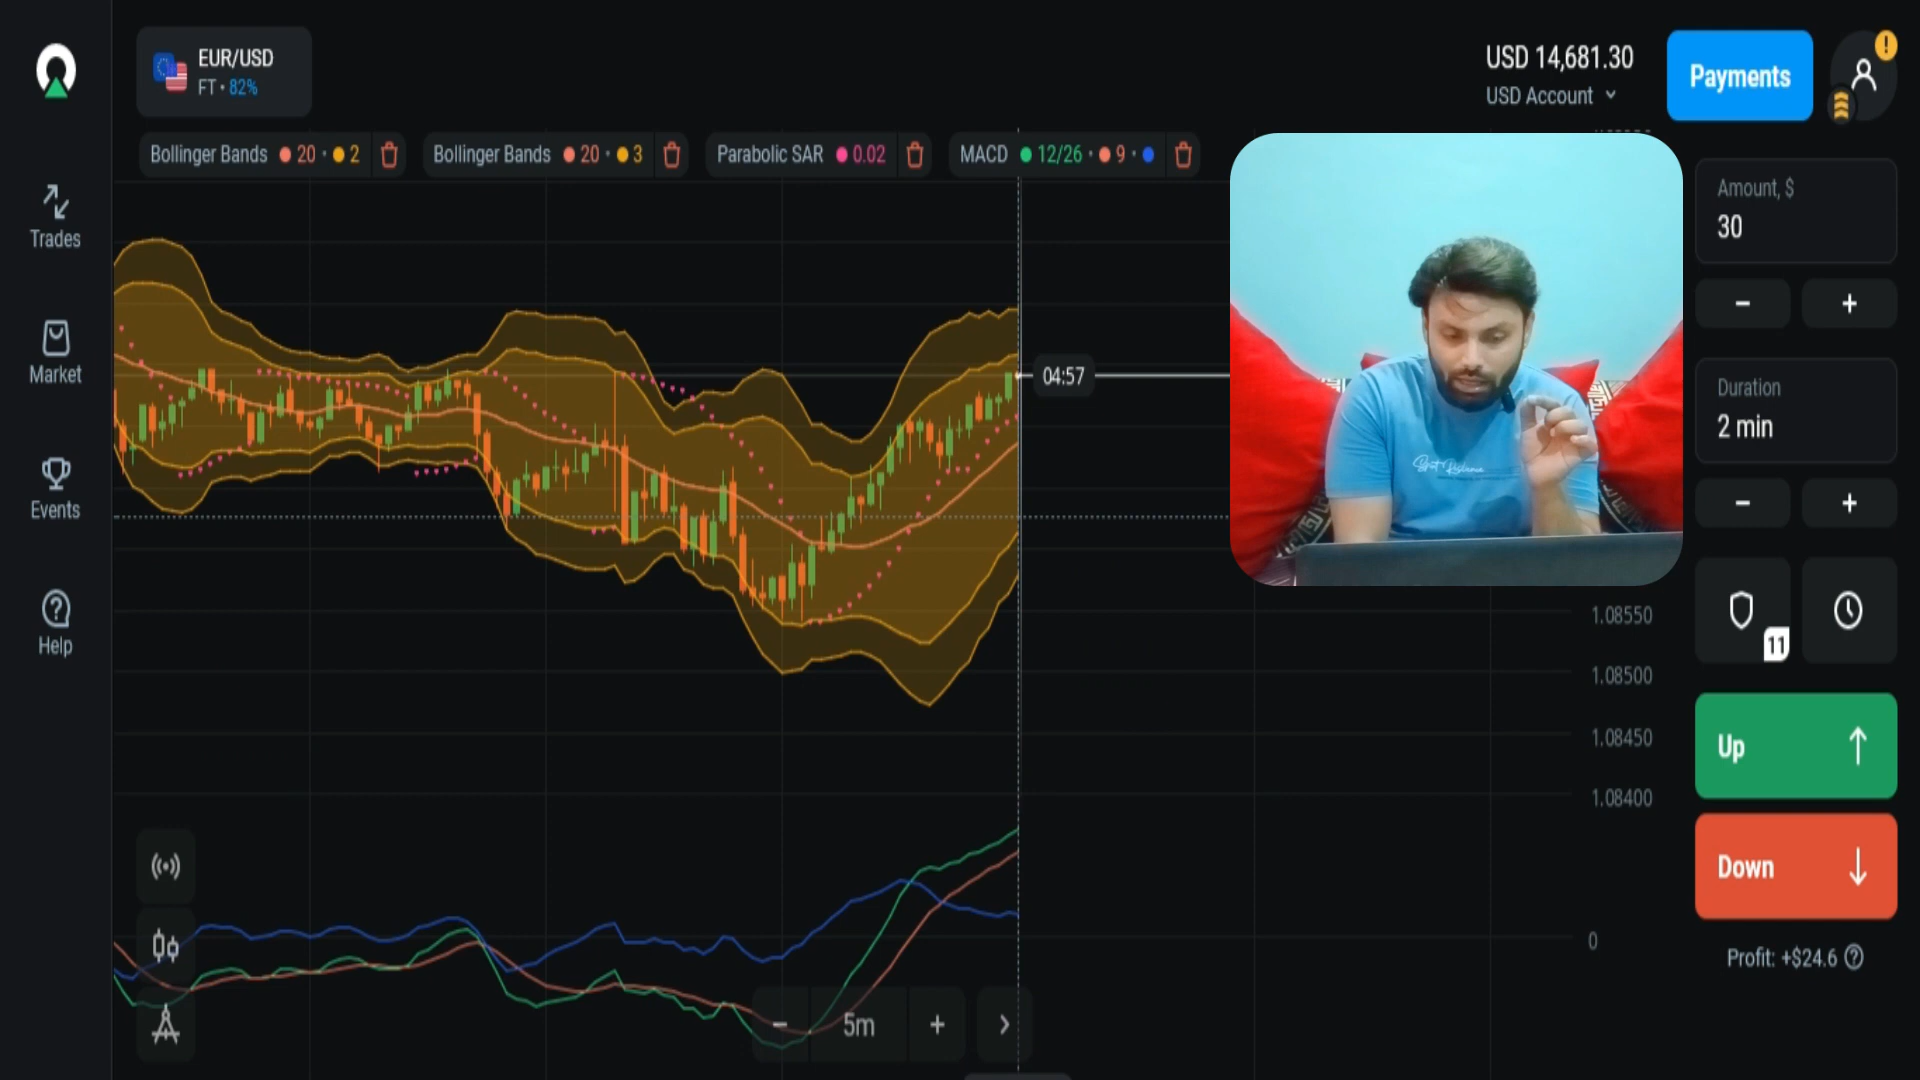 EUR/USD
FT • 82%
USD 14,681.30
USD Account
Payments
!
Bollinger Bands 20 · 2
Bollinger Bands 20 · 3
Parabolic SAR 0.02
MACD 12/26 · 9 ·
Trades
Market
Events
Help
Amount, $
30
− +
Duration
2 min
− +
04:57
11
1.08550
1.08500
1.08450
1.08400
0
Up
Down
Profit: +$24.6 ?
− 5m +